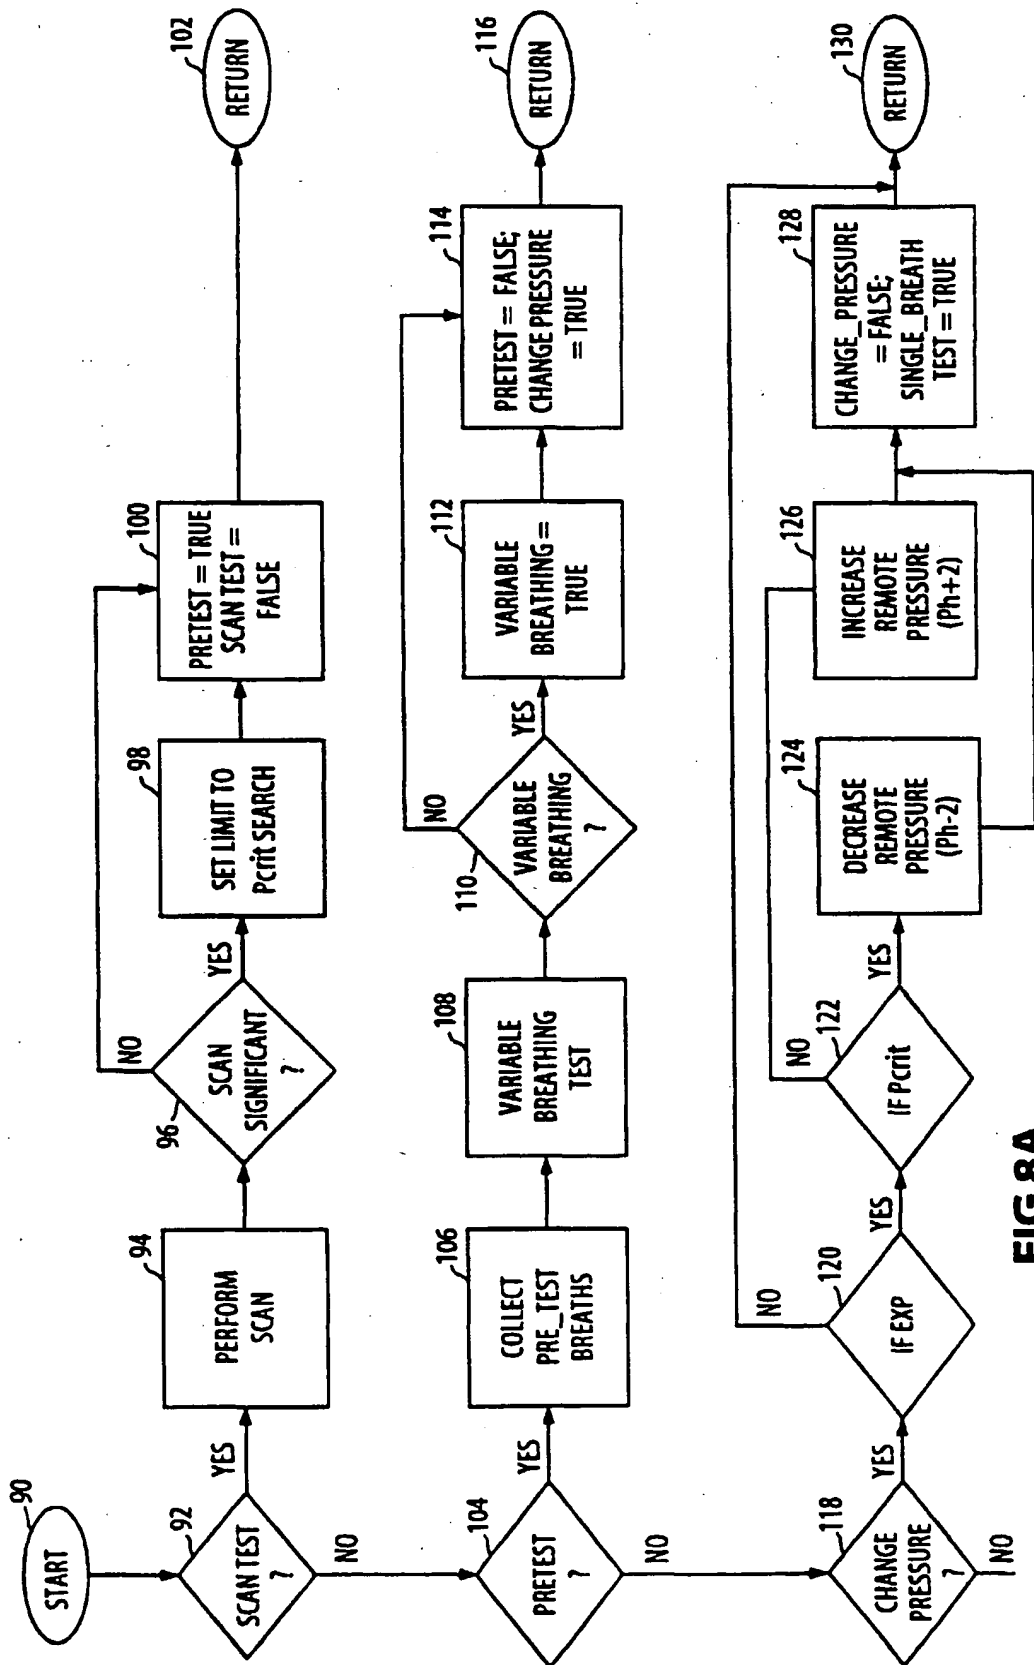 90
START
92
SCAN TEST
?
YES
NO
94
PERFORM
SCAN
96
SCAN
SIGNIFICANT
?
YES
NO
98
SET LIMIT TO
Pcrit SEARCH
100
PRETEST = TRUE
SCAN TEST =
FALSE
102
RETURN
104
PRETEST
?
YES
NO
106
COLLECT
PRE_TEST
BREATHS
108
VARIABLE
BREATHING
TEST
110
VARIABLE
BREATHING
?
YES
NO
112
VARIABLE
BREATHING =
TRUE
114
PRETEST = FALSE;
CHANGE PRESSURE
= TRUE
116
RETURN
118
CHANGE
PRESSURE
?
YES
NO
120
IF EXP
YES
NO
122
IF Pcrit
YES
NO
124
DECREASE
REMOTE
PRESSURE
(Ph-2)
126
INCREASE
REMOTE
PRESSURE
(Ph+2)
128
CHANGE_PRESSURE
= FALSE;
SINGLE_BREATH
TEST = TRUE
130
RETURN
FIG.8A